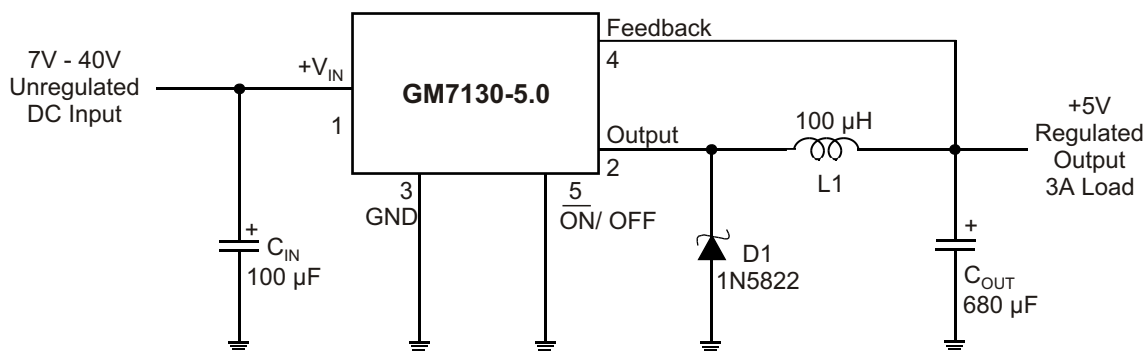 7V - 40V
Unregulated
DC Input
+VIN
1
GM7130-5.0
Feedback
4
Output
2
3
GND
5
ON/ OFF
100 µH
L1
+5V
Regulated
Output
3A Load
+
CIN
100 µF
D1
1N5822
+
COUT
680 µF